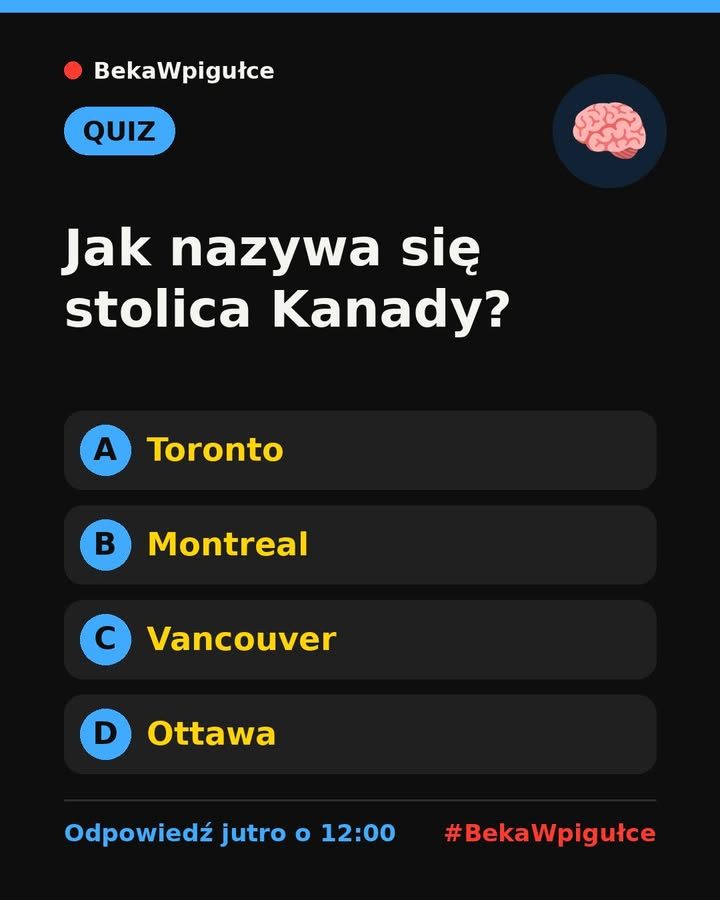 BekaWpigułce
QUIZ
Jak nazywa się
stolica Kanady?
A Toronto
B Montreal
C Vancouver
D Ottawa
Odpowiedź jutro o 12:00 #BekaWpigułce